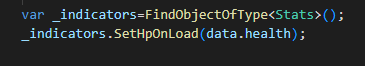 var _indicators=FindObjectOfType<Stats>();
_indicators.SetHpOnLoad(data.health);